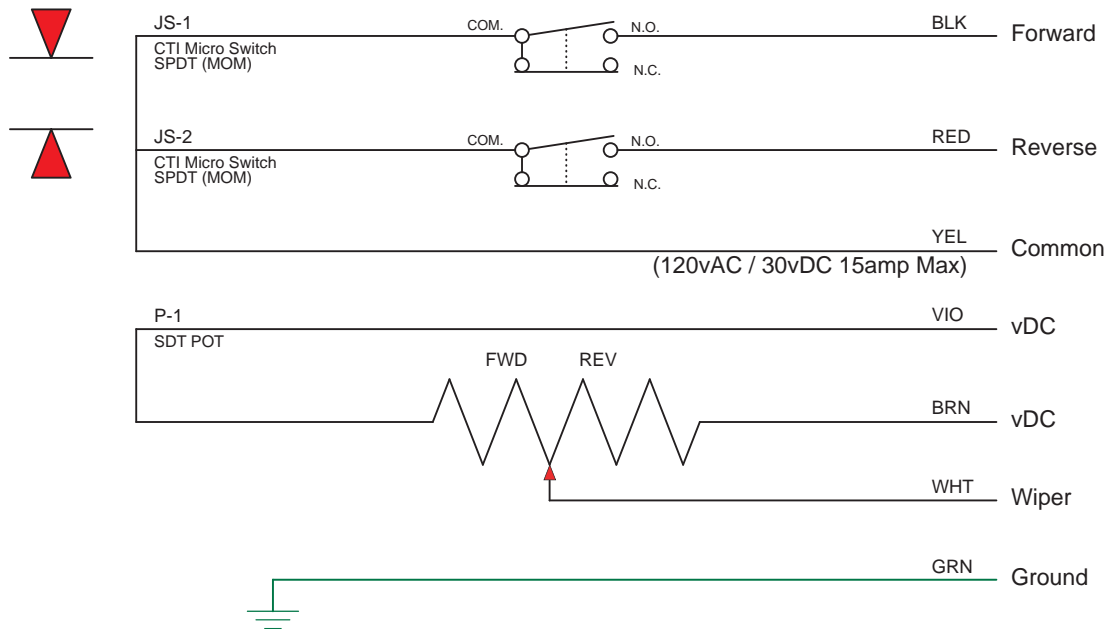 JS-1 COM. N.O. BLK Forward
CTI Micro Switch
SPDT (MOM)
N.C.
JS-2 COM. N.O. RED Reverse
CTI Micro Switch
SPDT (MOM)
N.C.
YEL Common
(120vAC / 30vDC 15amp Max)
P-1 VIO vDC
SDT POT
FWD REV
BRN vDC
WHT Wiper
GRN Ground